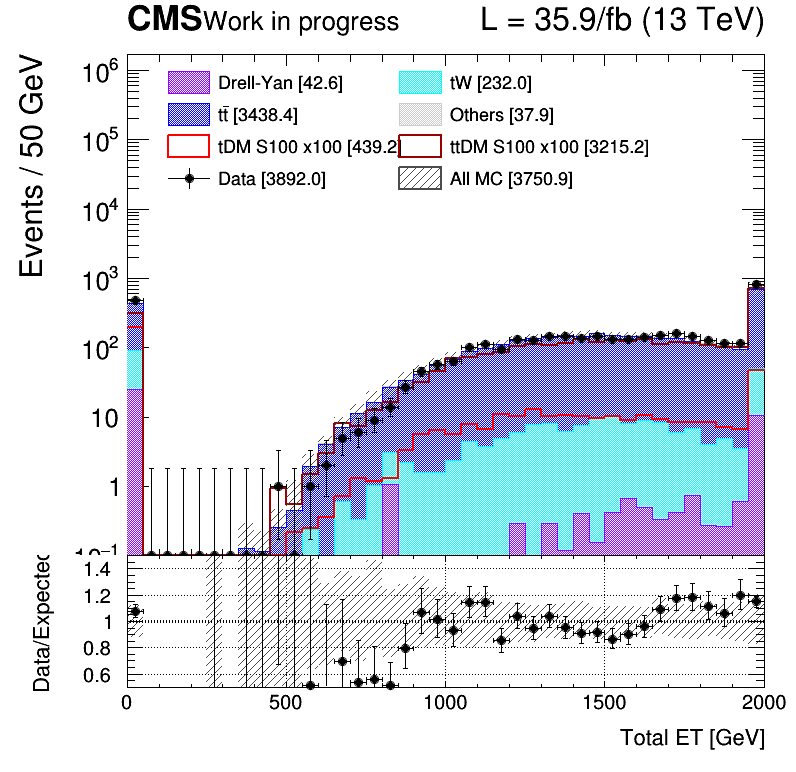 CMS Work in progress L = 35.9/fb (13 TeV)
Events / 50 GeV
10⁶
10⁵
10⁴
10³
10²
10
1
10⁻¹
Drell-Yan [42.6]
tW [232.0]
tt̄ [3438.4]
Others [37.9]
tDM S100 x100 [439.2]
ttDM S100 x100 [3215.2]
Data [3892.0]
All MC [3750.9]
Data/Expected
1.4
1.2
1
0.8
0.6
0 500 1000 1500 2000
Total ET [GeV]